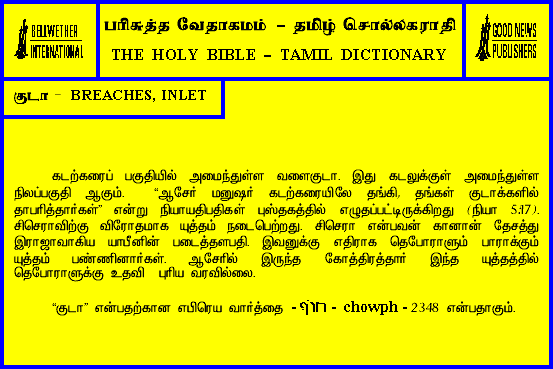 BELLWETHER
INTERNATIONAL
பரிசுத்த வேதாகமம் - தமிழ் சொல்லகராதி
THE HOLY BIBLE – TAMIL DICTIONARY
GOOD NEWS
PUBLISHERS
குடா - BREACHES, INLET
கடற்கரைப் பகுதியில் அமைந்துள்ள வளைகுடா. இது கடலுக்குள் அமைந்துள்ள
நிலப்பகுதி ஆகும். “ஆசேர் மனுஷர் கடற்கரையிலே தங்கி, தங்கள் குடாக்களில்
தாபரித்தார்கள்” என்று நியாயதிபதிகள் புஸ்தகத்தில் எழுதப்பட்டிருக்கிறது (நியா 5:17).
சிசெராவிற்கு விரோதமாக யுத்தம் நடைபெற்றது. சிசெரா என்பவன் கானான் தேசத்து
இராஜாவாகிய யாபீனின் படைத்தளபதி. இவனுக்கு எதிராக தெபோராளும் பாராக்கும்
யுத்தம் பண்ணினார்கள். ஆசேரில் இருந்த கோத்திரத்தார் இந்த யுத்தத்தில்
தெபோராளுக்கு உதவி புரிய வரவில்லை.
“குடா” என்பதற்கான எபிரெய வார்த்தை - חוֹף - chowph - 2348 என்பதாகும்.